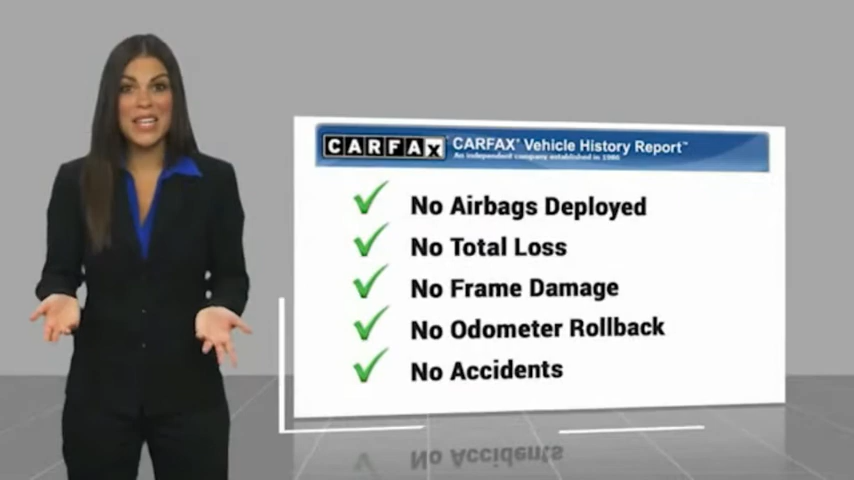 CARFAX CARFAX® Vehicle History Report™
An independent company established in 1986
No Airbags Deployed
No Total Loss
No Frame Damage
No Odometer Rollback
No Accidents
No Accidents